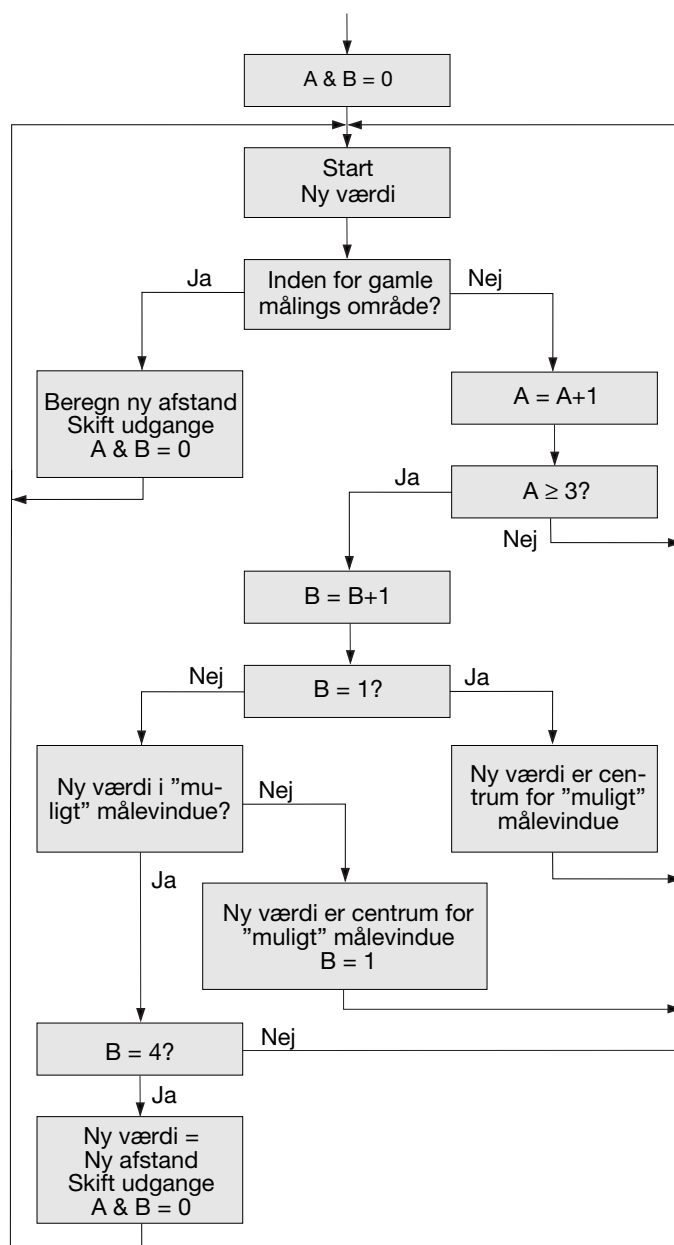 A & B = 0
Start
Ny værdi
Inden for gamle
målings område?
Ja
Nej
Beregn ny afstand
Skift udgange
A & B = 0
A = A+1
A ≥ 3?
Ja
Nej
B = B+1
B = 1?
Nej
Ja
Ny værdi i ”mu-
ligt” målevindue?
Nej
Ja
Ny værdi er cen-
trum for ”muligt”
målevindue
Ny værdi er centrum for
”muligt” målevindue
B = 1
B = 4?
Nej
Ja
Ny værdi =
Ny afstand
Skift udgange
A & B = 0